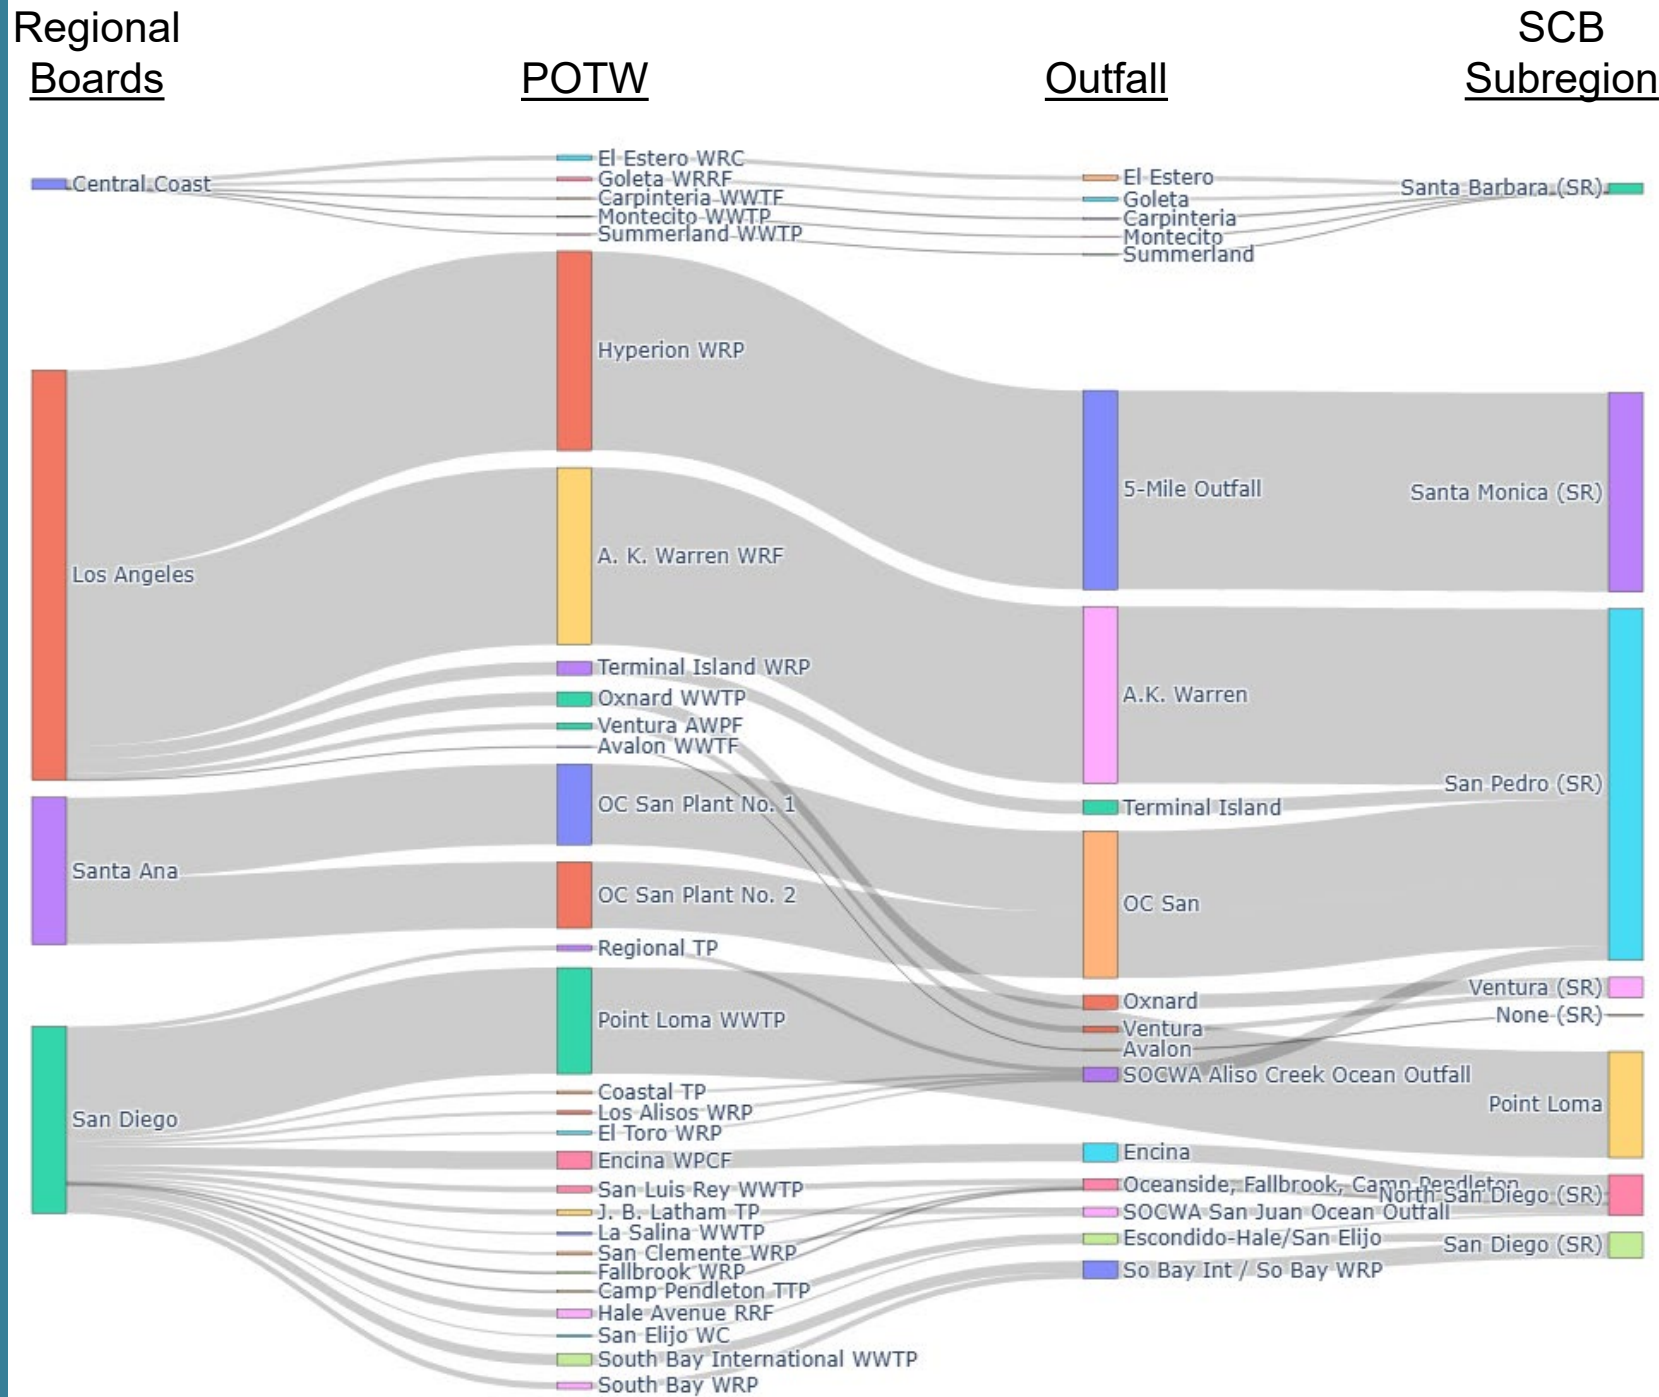 Regional
Boards
POTW
Outfall
SCB
Subregion
Central Coast
Los Angeles
Santa Ana
San Diego
El Estero WRC
Goleta WRRF
Carpinteria WWTF
Montecito WWTP
Summerland WWTP
Hyperion WRP
A. K. Warren WRF
Terminal Island WRP
Oxnard WWTP
Ventura AWPF
Avalon WWTF
OC San Plant No. 1
OC San Plant No. 2
Regional TP
Point Loma WWTP
Coastal TP
Los Alisos WRP
El Toro WRP
Encina WPCF
San Luis Rey WWTP
J. B. Latham TP
La Salina WWTP
San Clemente WRP
Fallbrook WRP
Camp Pendleton TTP
Hale Avenue RRF
San Elijo WC
South Bay International WWTP
South Bay WRP
El Estero
Goleta
Carpinteria
Montecito
Summerland
5-Mile Outfall
A.K. Warren
Terminal Island
OC San
Oxnard
Ventura
Avalon
SOCWA Aliso Creek Ocean Outfall
Encina
Oceanside, Fallbrook, Camp Pendleton
SOCWA San Juan Ocean Outfall
Escondido-Hale/San Elijo
So Bay Int / So Bay WRP
Santa Barbara (SR)
Santa Monica (SR)
San Pedro (SR)
Ventura (SR)
None (SR)
Point Loma
North San Diego (SR)
San Diego (SR)